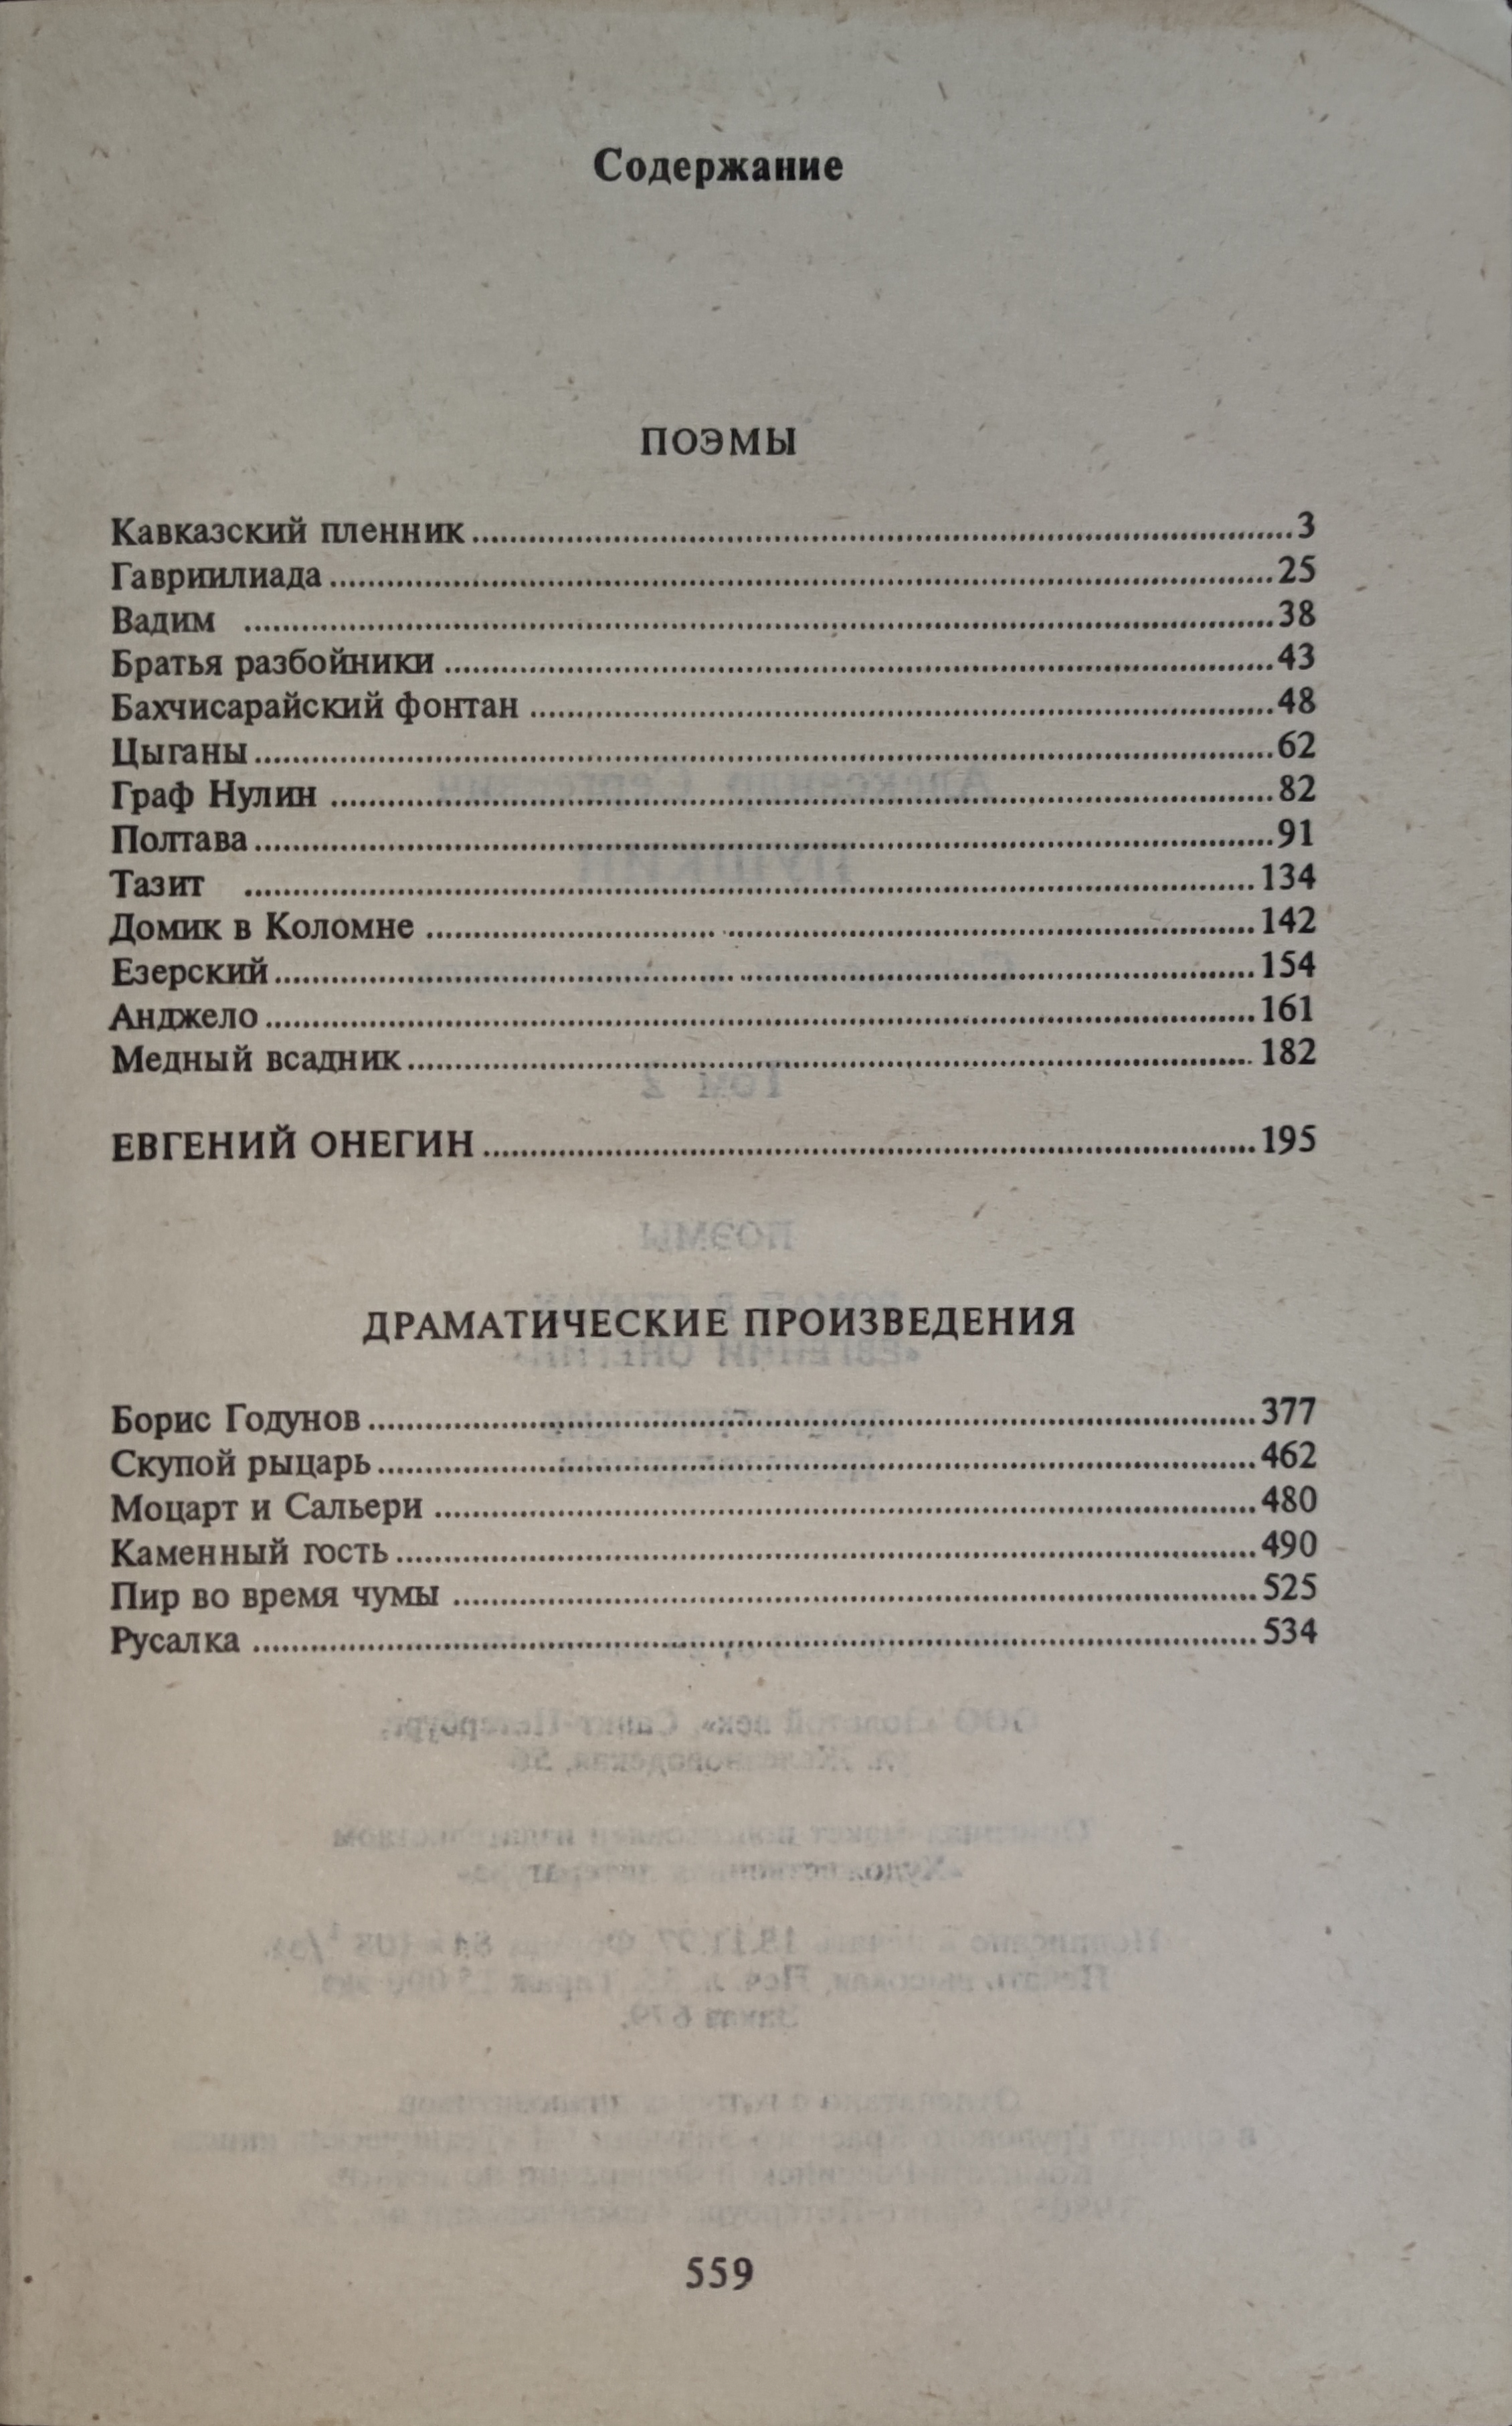 Содержание
ПОЭМЫ
Кавказский пленник ........ 3
Гавриилиада ........ 25
Вадим ........ 38
Братья разбойники ........ 43
Бахчисарайский фонтан ........ 48
Цыганы ........ 62
Граф Нулин ........ 82
Полтава ........ 91
Тазит ........ 134
Домик в Коломне ........ 142
Езерский ........ 154
Анджело ........ 161
Медный всадник ........ 182
ЕВГЕНИЙ ОНЕГИН ........ 195
ДРАМАТИЧЕСКИЕ ПРОИЗВЕДЕНИЯ
Борис Годунов ........ 377
Скупой рыцарь ........ 462
Моцарт и Сальери ........ 480
Каменный гость ........ 490
Пир во время чумы ........ 525
Русалка ........ 534
559